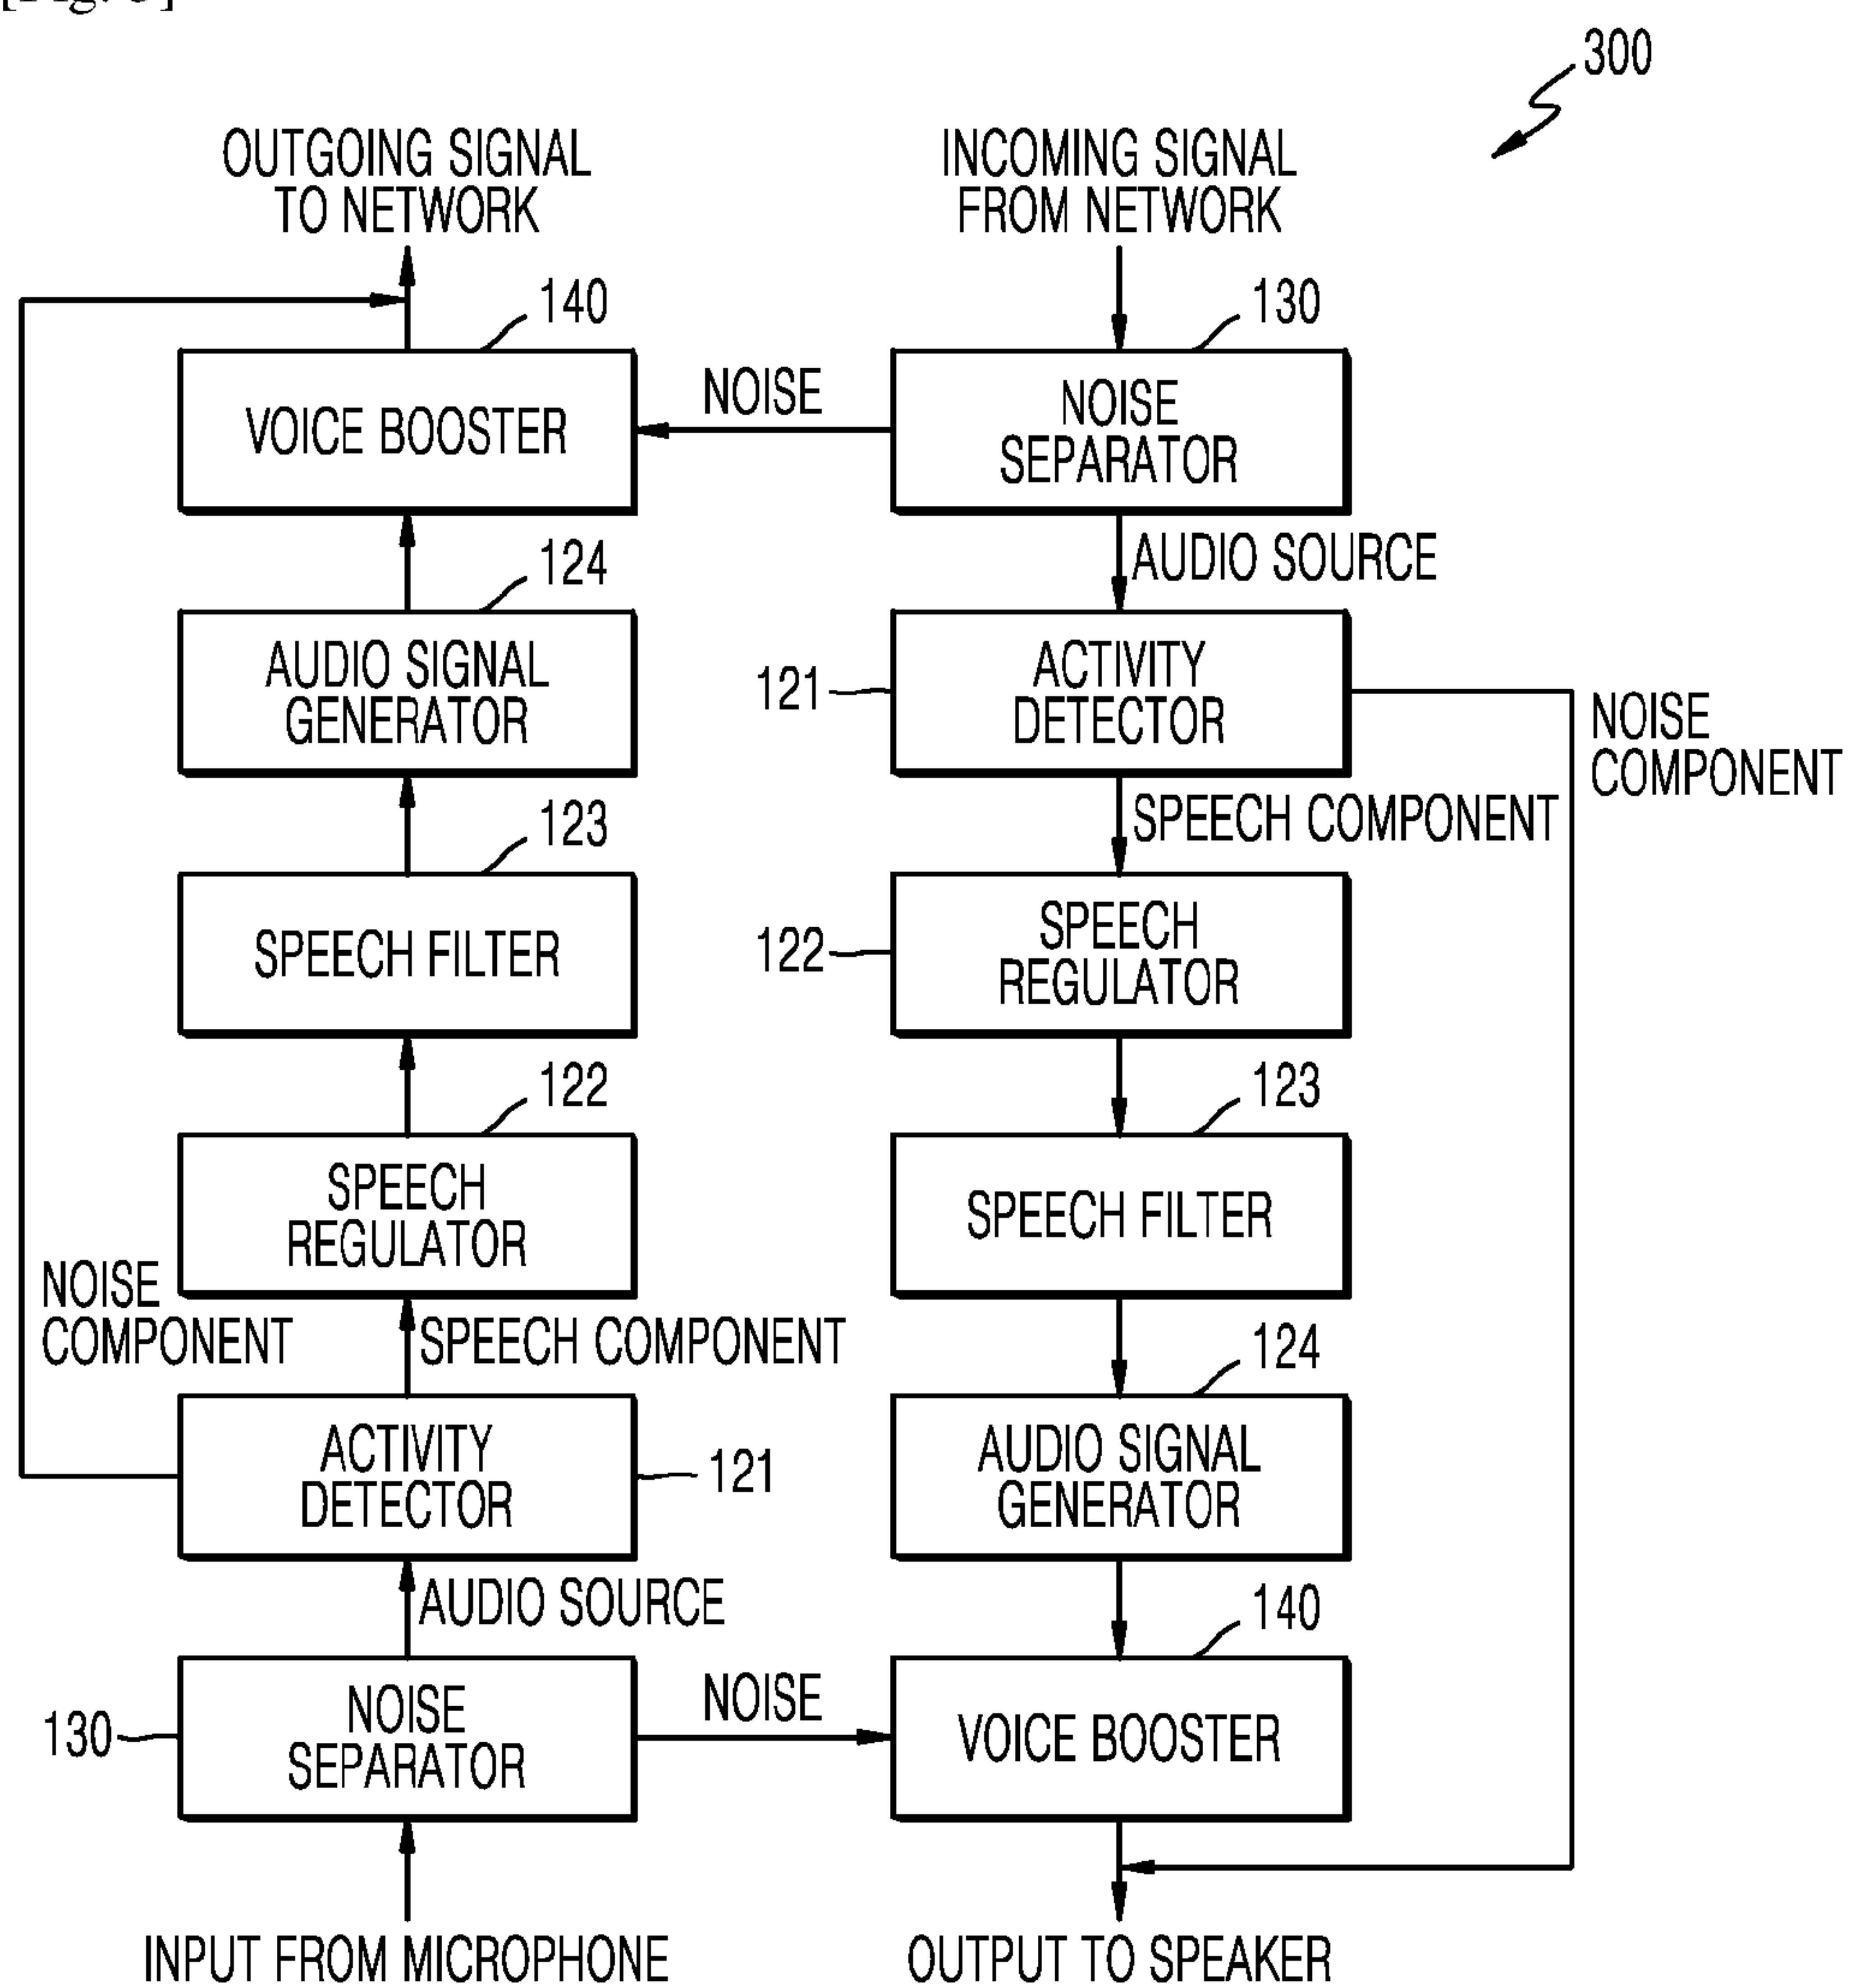 300
OUTGOING SIGNAL
TO NETWORK
INCOMING SIGNAL
FROM NETWORK
140
130
VOICE BOOSTER
NOISE
NOISE
SEPARATOR
124
AUDIO SOURCE
AUDIO SIGNAL
GENERATOR
121
ACTIVITY
DETECTOR
NOISE
COMPONENT
123
SPEECH COMPONENT
SPEECH FILTER
122
SPEECH
REGULATOR
122
123
SPEECH
REGULATOR
SPEECH FILTER
NOISE
COMPONENT
SPEECH COMPONENT
124
ACTIVITY
DETECTOR
121
AUDIO SIGNAL
GENERATOR
AUDIO SOURCE
140
130
NOISE
SEPARATOR
NOISE
VOICE BOOSTER
INPUT FROM MICROPHONE
OUTPUT TO SPEAKER